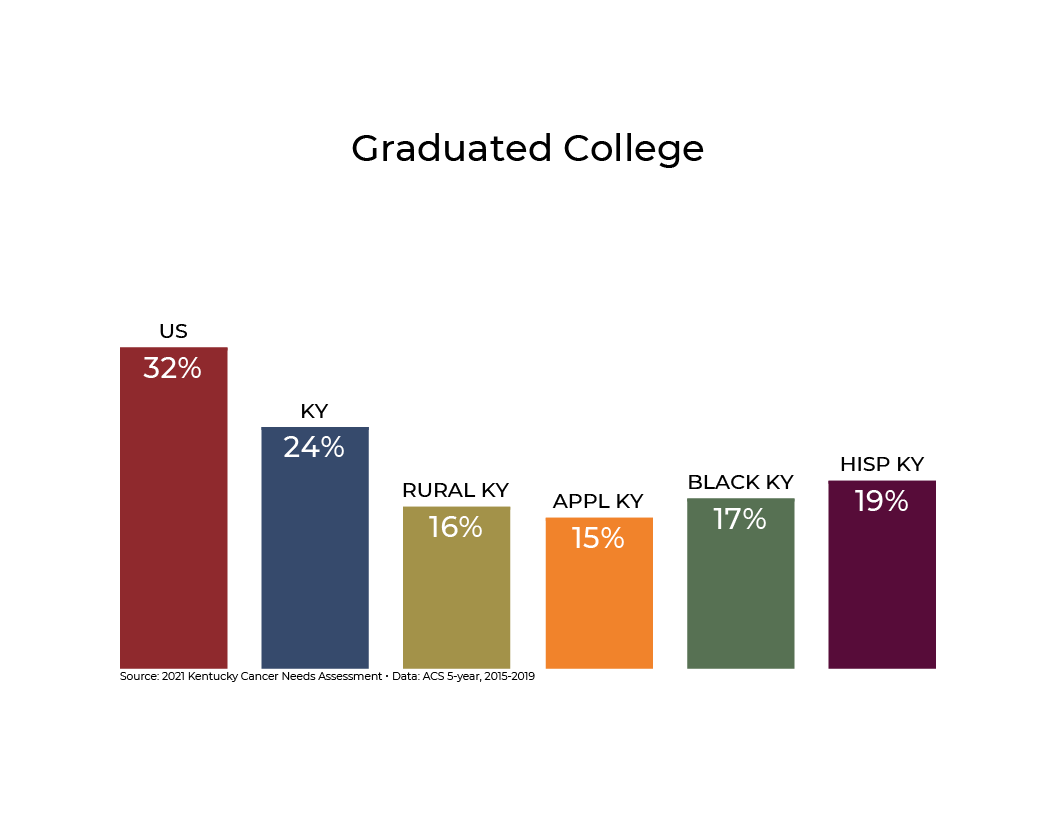 Graduated College
US
32%
KY
24%
RURAL KY
16%
APPL KY
15%
BLACK KY
17%
HISP KY
19%
Source: 2021 Kentucky Cancer Needs Assessment • Data: ACS 5-year, 2015-2019